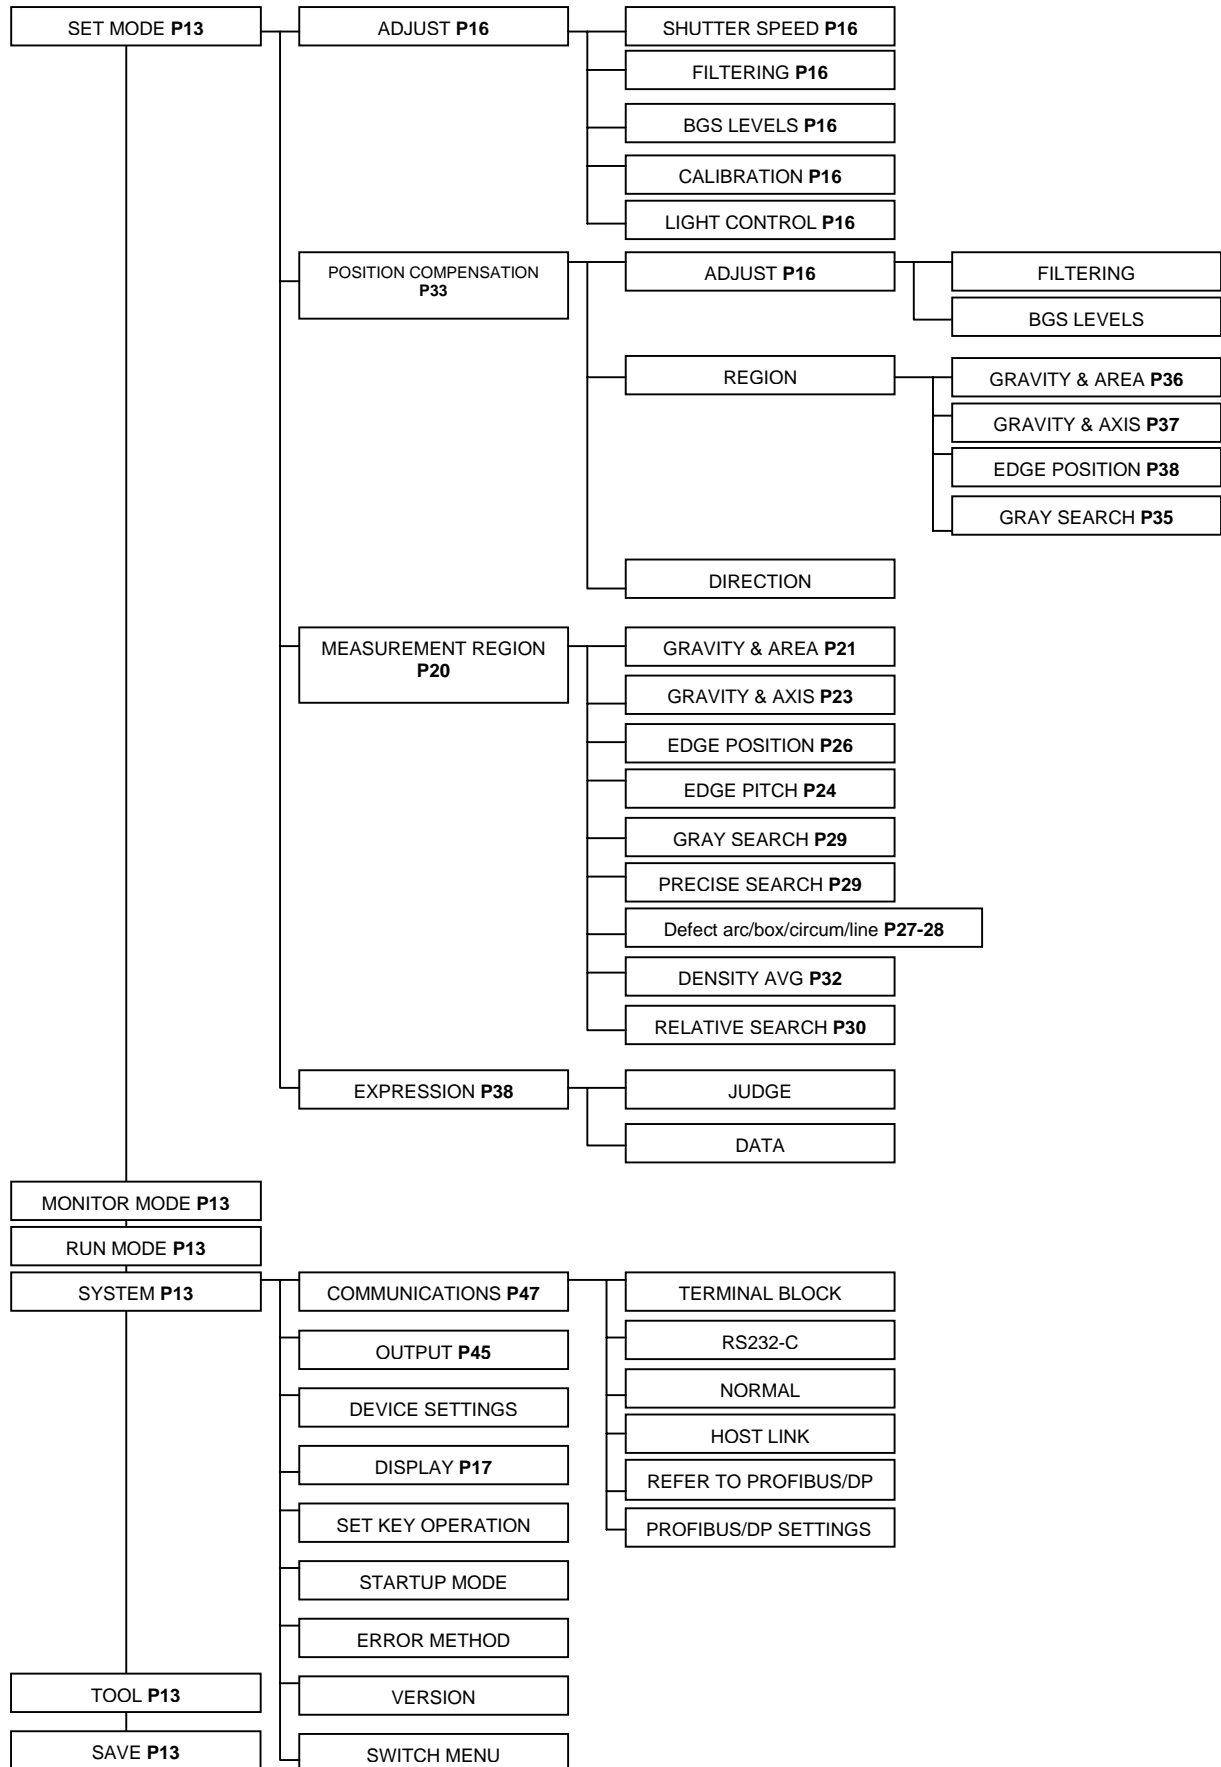 SET MODE P13
ADJUST P16
SHUTTER SPEED P16
FILTERING P16
BGS LEVELS P16
CALIBRATION P16
LIGHT CONTROL P16
POSITION COMPENSATION
P33
ADJUST P16
FILTERING
BGS LEVELS
REGION
GRAVITY & AREA P36
GRAVITY & AXIS P37
EDGE POSITION P38
GRAY SEARCH P35
DIRECTION
MEASUREMENT REGION
P20
GRAVITY & AREA P21
GRAVITY & AXIS P23
EDGE POSITION P26
EDGE PITCH P24
GRAY SEARCH P29
PRECISE SEARCH P29
Defect arc/box/circum/line P27-28
DENSITY AVG P32
RELATIVE SEARCH P30
EXPRESSION P38
JUDGE
DATA
MONITOR MODE P13
RUN MODE P13
SYSTEM P13
COMMUNICATIONS P47
TERMINAL BLOCK
RS232-C
NORMAL
HOST LINK
REFER TO PROFIBUS/DP
PROFIBUS/DP SETTINGS
OUTPUT P45
DEVICE SETTINGS
DISPLAY P17
SET KEY OPERATION
STARTUP MODE
ERROR METHOD
VERSION
SWITCH MENU
TOOL P13
SAVE P13